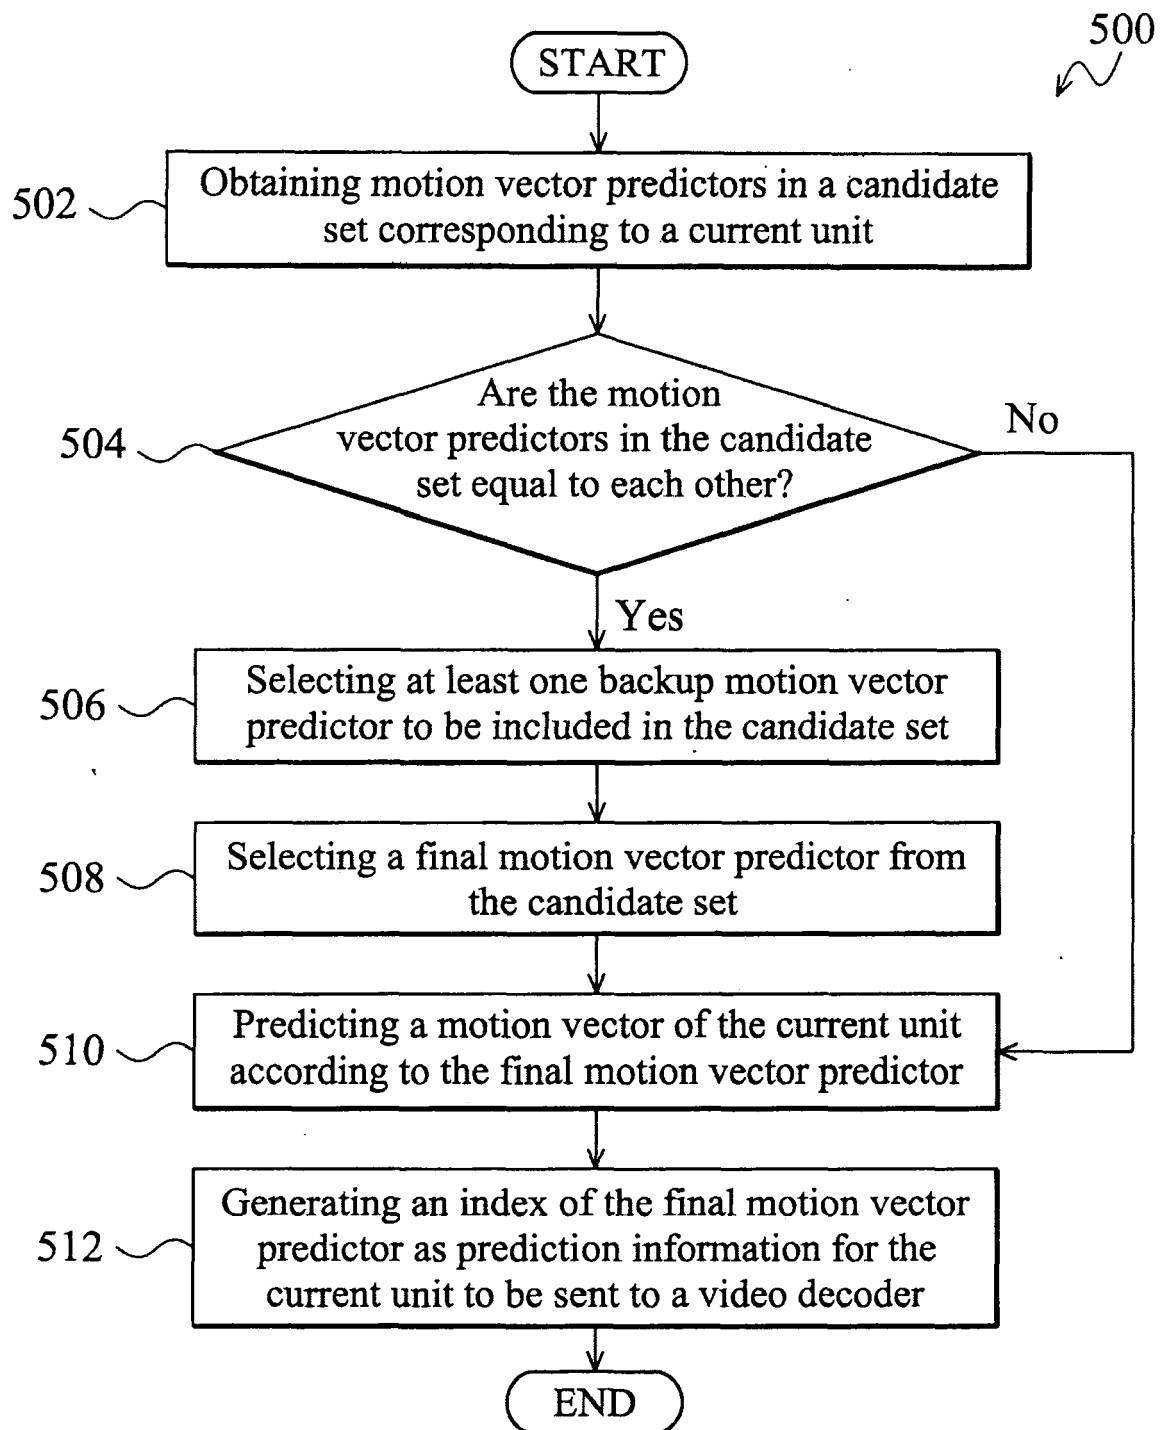 500
START
502
Obtaining motion vector predictors in a candidate
set corresponding to a current unit
504
Are the motion
vector predictors in the candidate
set equal to each other?
No
Yes
506
Selecting at least one backup motion vector
predictor to be included in the candidate set
508
Selecting a final motion vector predictor from
the candidate set
510
Predicting a motion vector of the current unit
according to the final motion vector predictor
512
Generating an index of the final motion vector
predictor as prediction information for the
current unit to be sent to a video decoder
END